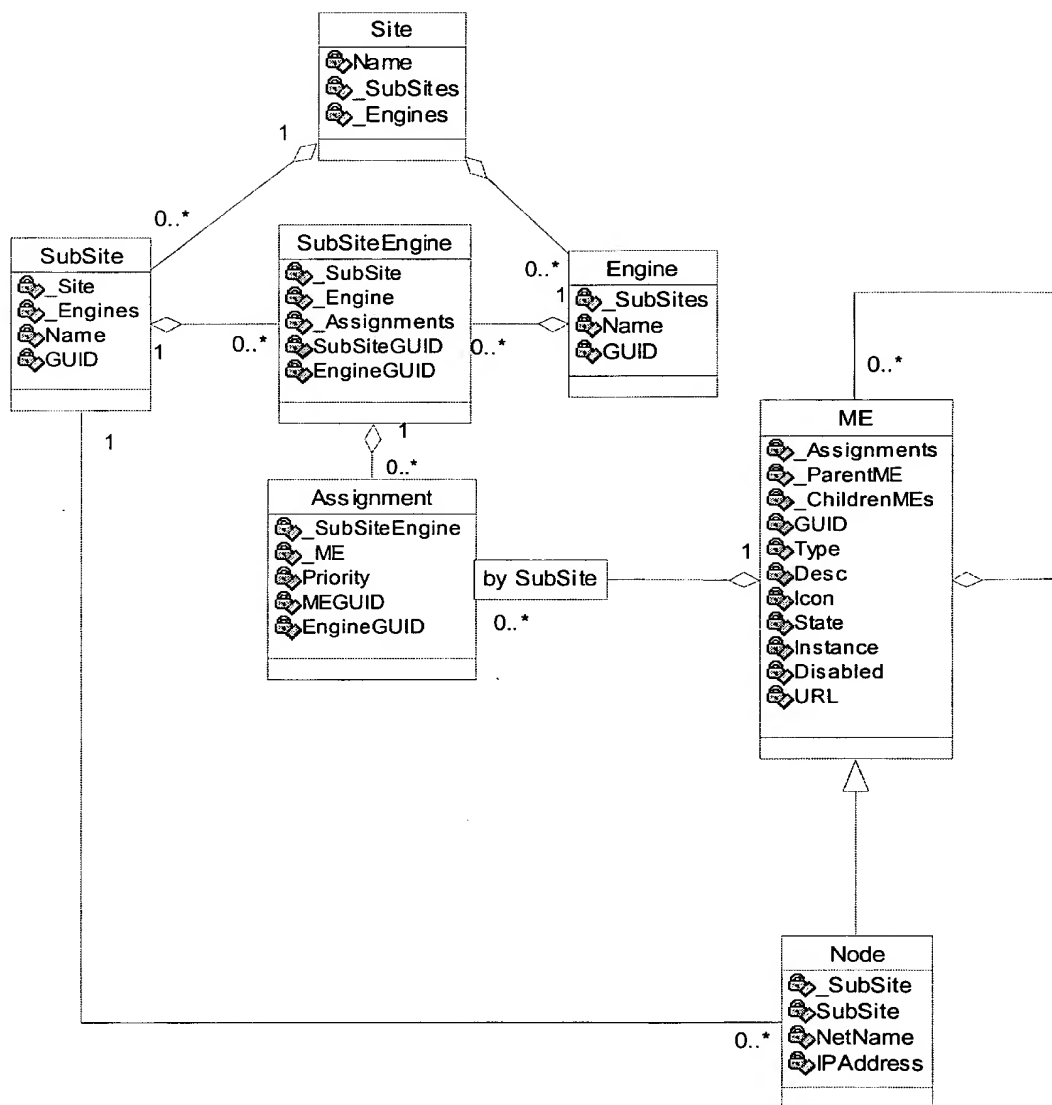 Site
Name
_SubSites
_Engines
1
0..*
SubSite
_Site
_Engines
Name
GUID
1
0..*
SubSiteEngine
_SubSite
_Engine
_Assignments
SubSiteGUID
EngineGUID
0..*
1
0..*
Engine
_SubSites
Name
GUID
1
1
0..*
Assignment
_SubSiteEngine
_ME
Priority
MEGUID
EngineGUID
by SubSite
0..*
1
0..*
ME
_Assignments
_ParentME
_ChildrenMEs
GUID
Type
Desc
Icon
State
Instance
Disabled
URL
Node
_SubSite
SubSite
NetName
IPAddress
0..*